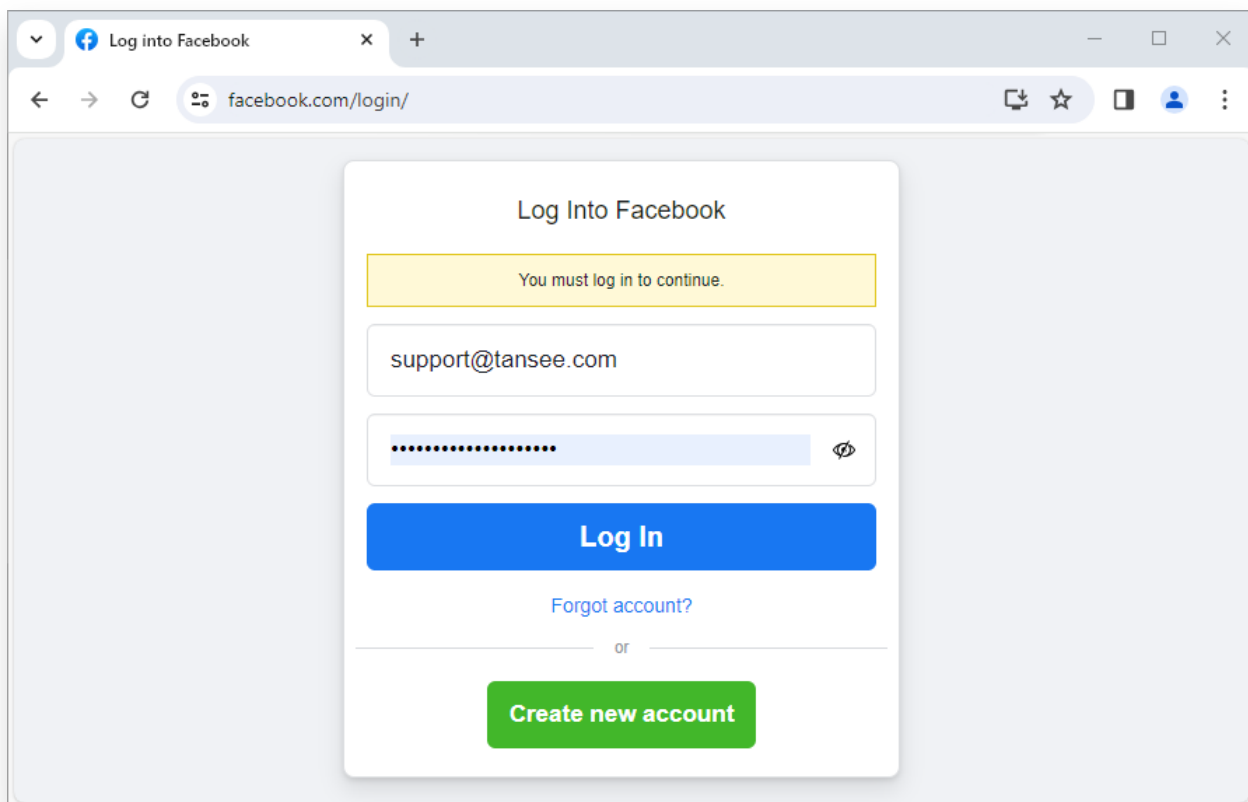 Log into Facebook
facebook.com/login/
Log Into Facebook
You must log in to continue.
support@tansee.com
••••••••••••••••••••
Log In
Forgot account?
or
Create new account